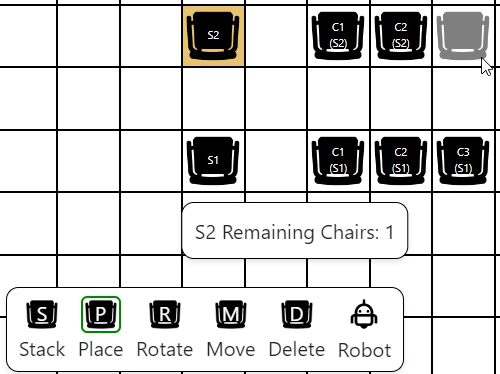 S2
C1
(S2)
C2
(S2)
S1
C1
(S1)
C2
(S1)
C3
(S1)
S2 Remaining Chairs: 1
S P R M D
Stack Place Rotate Move Delete Robot